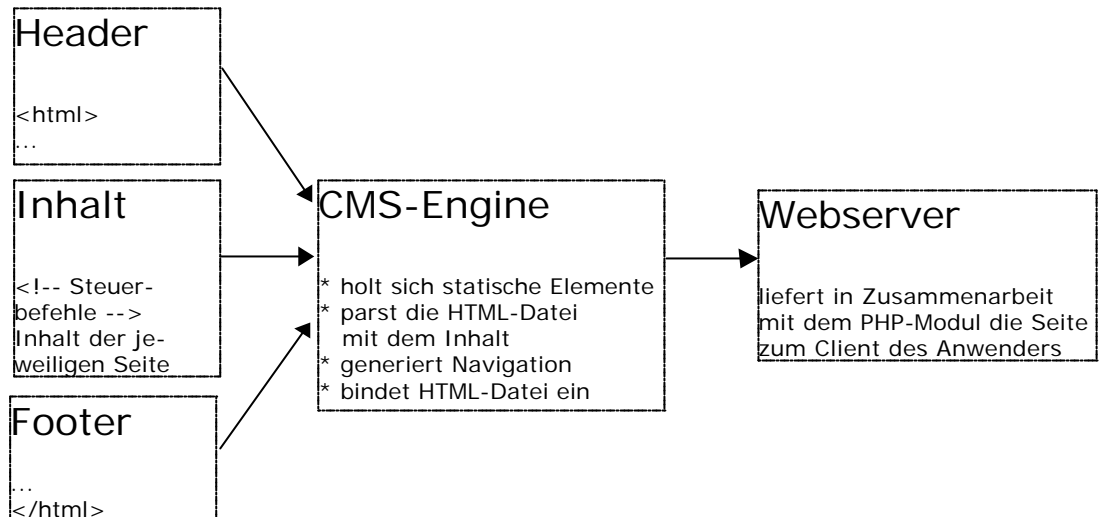 Header
<html>
...
Inhalt
<!-- Steuer-
befehle -->
Inhalt der je-
weiligen Seite
Footer
...
</html>
CMS-Engine
* holt sich statische Elemente
* parst die HTML-Datei
mit dem Inhalt
* generiert Navigation
* bindet HTML-Datei ein
Webserver
liefert in Zusammenarbeit
mit dem PHP-Modul die Seite
zum Client des Anwenders